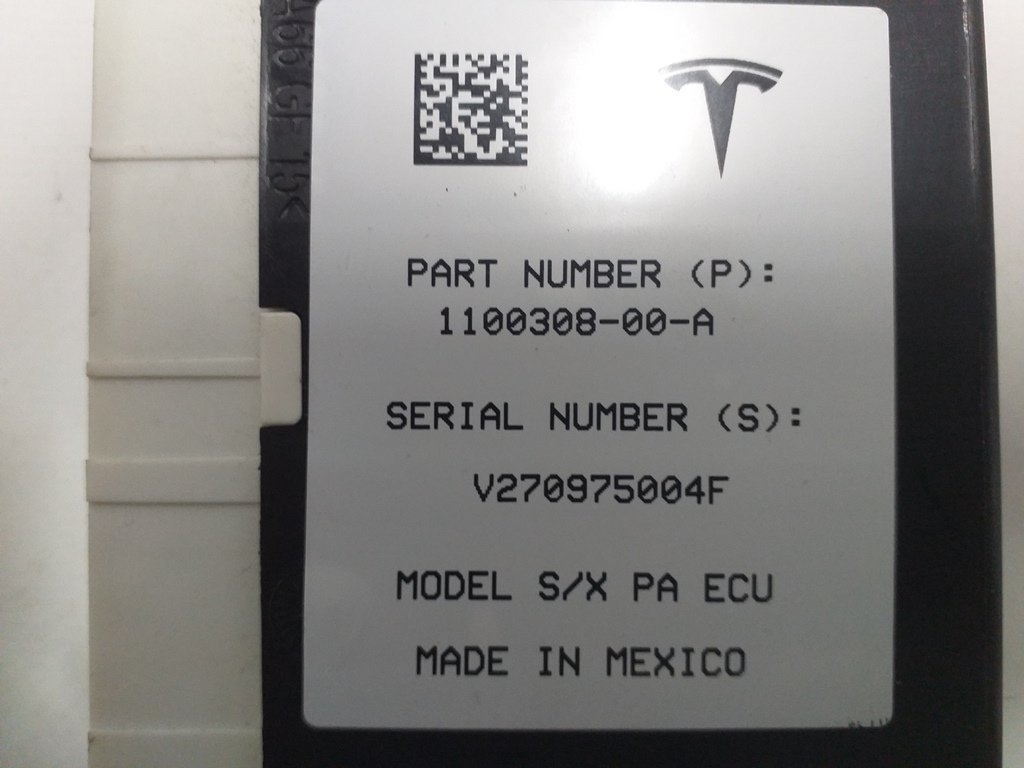 PART NUMBER (P):
1100308-00-A
SERIAL NUMBER (S):
V270975004F
MODEL S/X PA ECU
MADE IN MEXICO